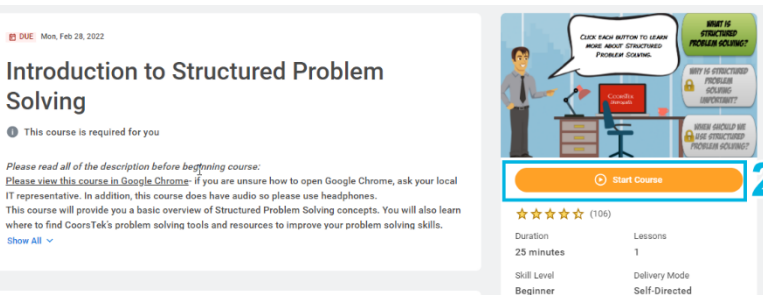 DUE Mon, Feb 28, 2022
Introduction to Structured Problem
Solving
This course is required for you
Please read all of the description before beginning course:
Please view this course in Google Chrome- if you are unsure how to open Google Chrome, ask your local
IT representative. In addition, this course does have audio so please use headphones.
This course will provide you a basic overview of Structured Problem Solving concepts. You will also learn
where to find CoorsTek's problem solving tools and resources to improve your problem solving skills.
Show All
CLICK EACH BUTTON TO LEARN
MORE ABOUT STRUCTURED
PROBLEM SOLVING.
WHAT IS
STRUCTURED
PROBLEM SOLVING?
WHY IS STRUCTURED
PROBLEM
SOLVING
IMPORTANT?
WHEN SHOULD WE
USE STRUCTURED
PROBLEM SOLVING?
CoorsTek
Start Course
2
(106)
Duration
Lessons
25 minutes
1
Skill Level
Delivery Mode
Beginner
Self-Directed